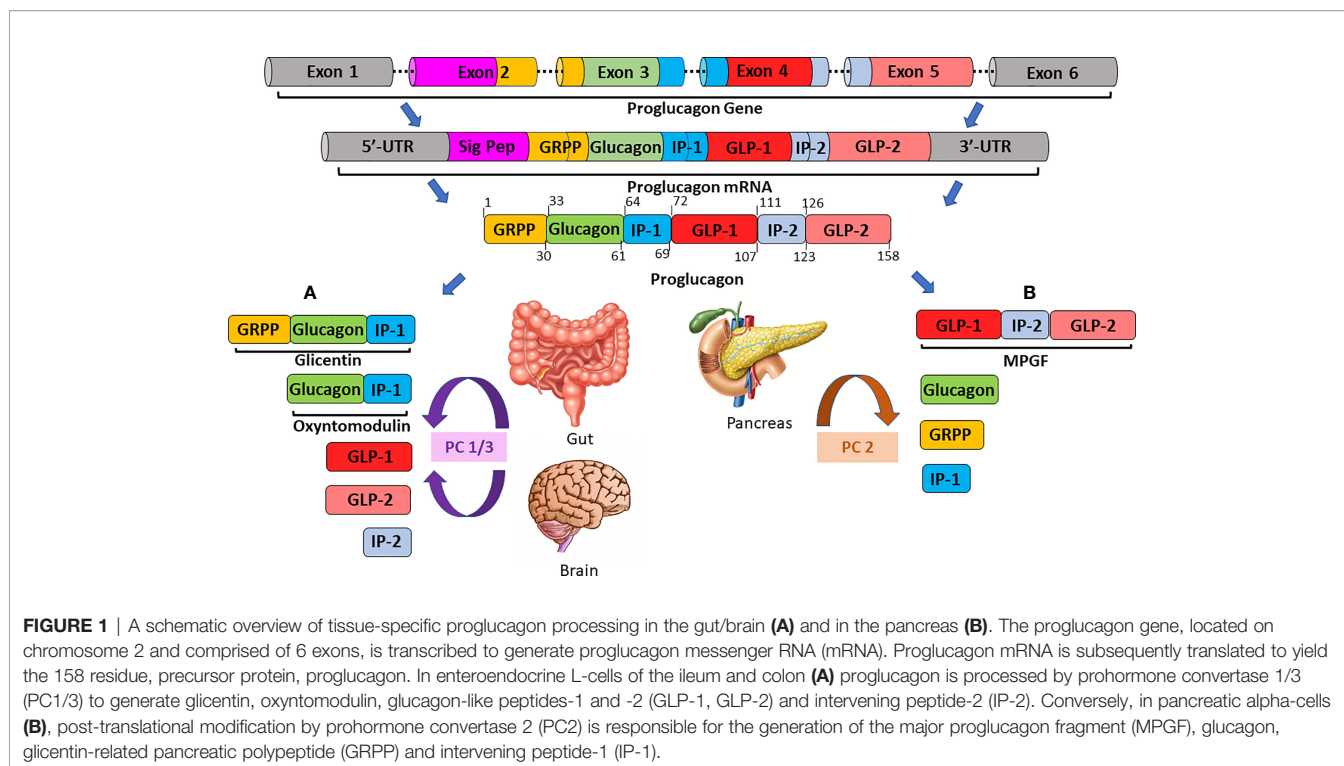 Exon 1 Exon 2 Exon 3 Exon 4 Exon 5 Exon 6
Proglucagon Gene
5’-UTR Sig Pep GRPP Glucagon IP-1 GLP-1 IP-2 GLP-2 3’-UTR
Proglucagon mRNA
1 33 64 72 111 126
GRPP Glucagon IP-1 GLP-1 IP-2 GLP-2
30 61 69 107 123 158
Proglucagon
A
GRPP Glucagon IP-1
Glicentin
Glucagon IP-1
Oxyntomodulin
GLP-1
GLP-2
IP-2
PC 1/3
Gut
Brain
Pancreas
PC 2
B
GLP-1 IP-2 GLP-2
MPGF
Glucagon
GRPP
IP-1
FIGURE 1 | A schematic overview of tissue-specific proglucagon processing in the gut/brain (A) and in the pancreas (B). The proglucagon gene, located on
chromosome 2 and comprised of 6 exons, is transcribed to generate proglucagon messenger RNA (mRNA). Proglucagon mRNA is subsequently translated to yield
the 158 residue, precursor protein, proglucagon. In enteroendocrine L-cells of the ileum and colon (A) proglucagon is processed by prohormone convertase 1/3
(PC1/3) to generate glicentin, oxyntomodulin, glucagon-like peptides-1 and -2 (GLP-1, GLP-2) and intervening peptide-2 (IP-2). Conversely, in pancreatic alpha-cells
(B), post-translational modification by prohormone convertase 2 (PC2) is responsible for the generation of the major proglucagon fragment (MPGF), glucagon,
glicentin-related pancreatic polypeptide (GRPP) and intervening peptide-1 (IP-1).